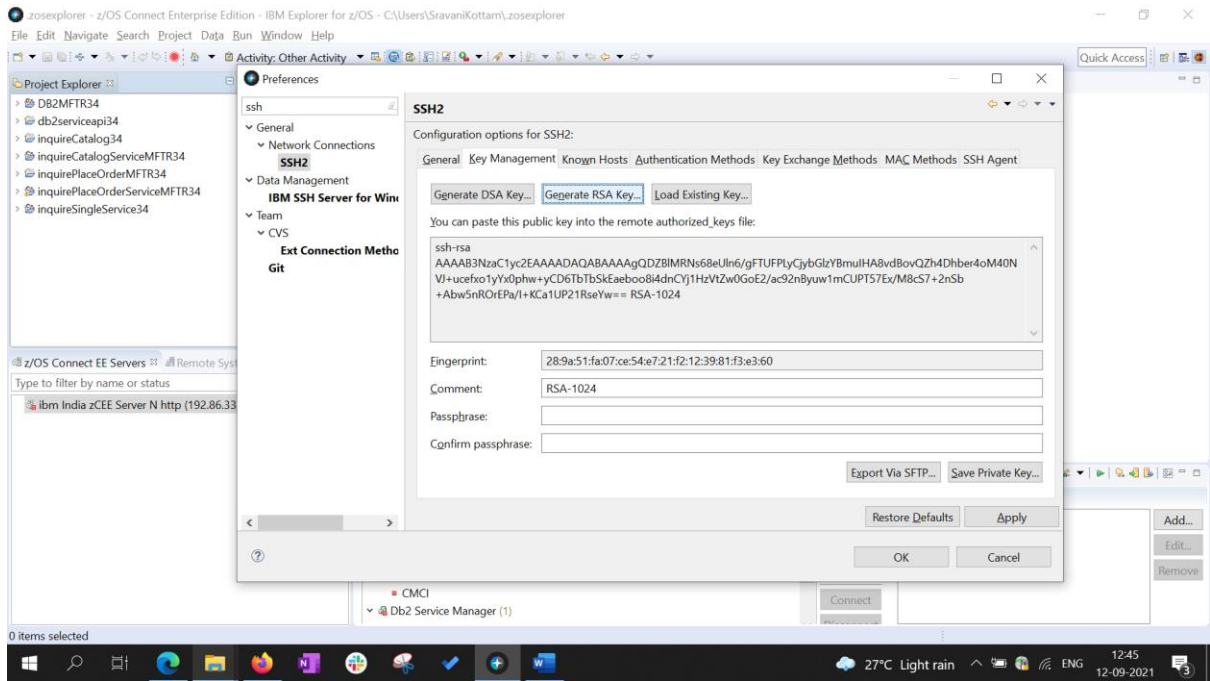 zosexplorer - z/OS Connect Enterprise Edition - IBM Explorer for z/OS - C:\Users\SravaniKottam\.zosexplorer
File Edit Navigate Search Project Data Run Window Help
Activity: Other Activity
Quick Access
Project Explorer
DB2MFTR34
db2serviceapi34
inquireCatalog34
inquireCatalogServiceMFTR34
inquirePlaceOrderMFTR34
inquirePlaceOrderServiceMFTR34
inquireSingleService34
z/OS Connect EE Servers Remote Syst
Type to filter by name or status
ibm India zCEE Server N http (192.86.33
Preferences
ssh
General
Network Connections
SSH2
Data Management
IBM SSH Server for Wind
Team
CVS
Ext Connection Metho
Git
SSH2
Configuration options for SSH2:
General Key Management Known Hosts Authentication Methods Key Exchange Methods MAC Methods SSH Agent
Generate DSA Key... Generate RSA Key... Load Existing Key...
You can paste this public key into the remote authorized_keys file:
ssh-rsa
AAAAB3NzaC1yc2EAAAADAQABAAAAgQDZBlMRNs68eUln6/gFTUFPLyCjybGlzYBmuIHA8vdBovQZh4Dhber4oM40N
VJ+ucefxo1yYx0phw+yCD6TbTbSkEaeboo8i4dnCYj1HzVtZw0GoE2/ac92nByuw1mCUPT57Ex/M8cS7+2nSb
+Abw5nROrEPa/I+KCa1UP21RseYw== RSA-1024
Fingerprint: 28:9a:51:fa:07:ce:54:e7:21:f2:12:39:81:f3:e3:60
Comment: RSA-1024
Passphrase:
Confirm passphrase:
Export Via SFTP... Save Private Key...
Restore Defaults Apply
OK Cancel
Add...
Edit...
Remove
CMCI
Db2 Service Manager (1)
Connect
0 items selected
27°C Light rain ENG 12:45
12-09-2021
3